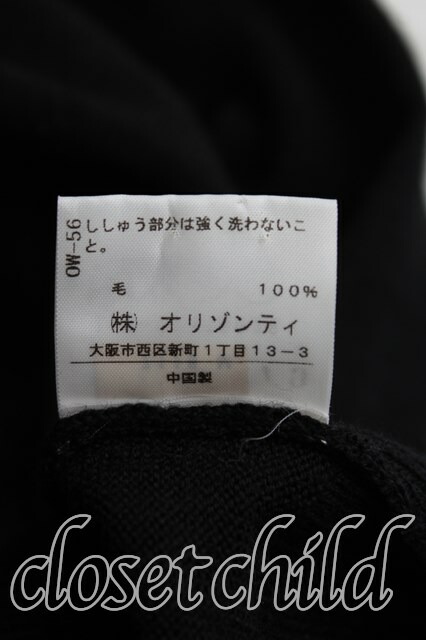 OW-56
ししゅう部分は強く洗わないこ
と。
毛 100%
㈱ オリゾンティ
大阪市西区新町1丁目13-3
中国製
closet child